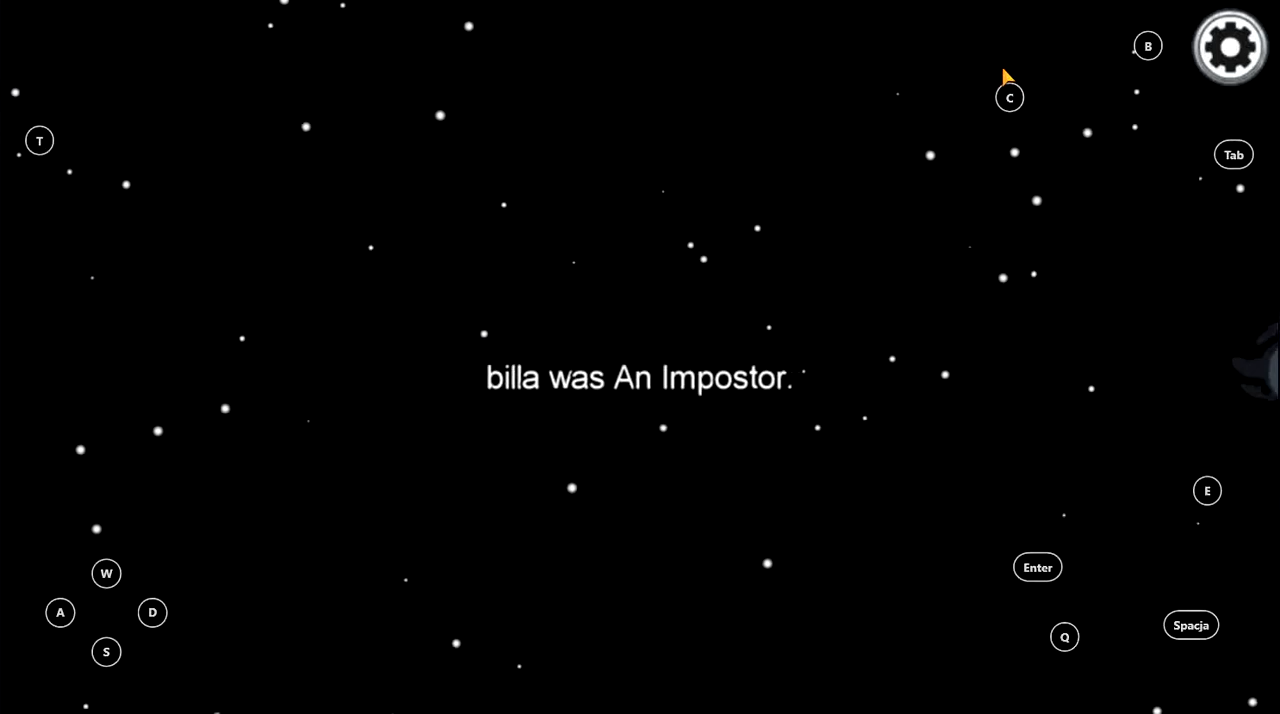 B
C
T
Tab
billa was An Impostor.
E
W
Enter
A
D
Spacja
Q
S